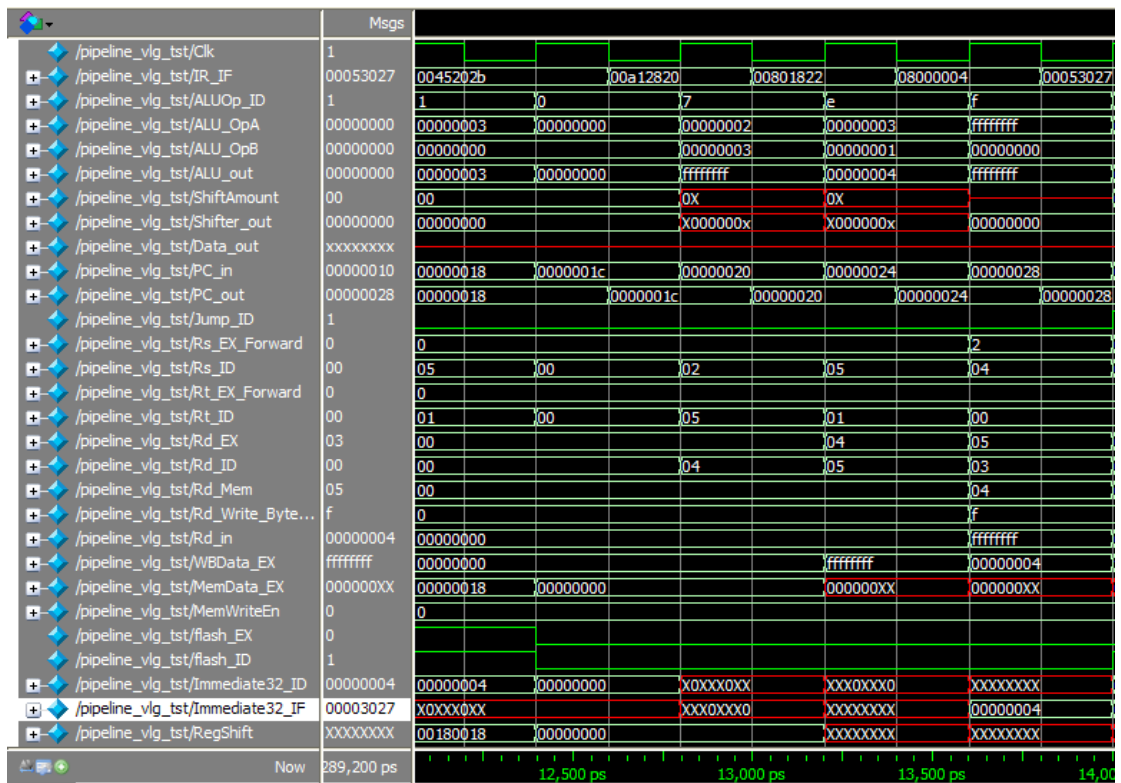 Msgs
/pipeline_vlg_tst/Clk 1
/pipeline_vlg_tst/IR_IF 00053027 0045202b 00a12820 00801822 08000004 00053027
/pipeline_vlg_tst/ALUOp_ID 1 1 0 7 e f
/pipeline_vlg_tst/ALU_OpA 00000000 00000003 00000000 00000002 00000003 ffffffff
/pipeline_vlg_tst/ALU_OpB 00000000 00000000 00000003 00000001 00000000
/pipeline_vlg_tst/ALU_out 00000000 00000003 00000000 ffffffff 00000004 ffffffff
/pipeline_vlg_tst/ShiftAmount 00 00 0X 0X
/pipeline_vlg_tst/Shifter_out 00000000 00000000 X000000x X000000x 00000000
/pipeline_vlg_tst/Data_out xxxxxxxx
/pipeline_vlg_tst/PC_in 00000010 00000018 0000001c 00000020 00000024 00000028
/pipeline_vlg_tst/PC_out 00000028 00000018 0000001c 00000020 00000024 00000028
/pipeline_vlg_tst/Jump_ID 1
/pipeline_vlg_tst/Rs_EX_Forward 0 0 2
/pipeline_vlg_tst/Rs_ID 00 05 00 02 05 04
/pipeline_vlg_tst/Rt_EX_Forward 0 0
/pipeline_vlg_tst/Rt_ID 00 01 00 05 01 00
/pipeline_vlg_tst/Rd_EX 03 00 04 05
/pipeline_vlg_tst/Rd_ID 00 00 04 05 03
/pipeline_vlg_tst/Rd_Mem 05 00 04
/pipeline_vlg_tst/Rd_Write_Byte... f 0 f
/pipeline_vlg_tst/Rd_in 00000004 00000000 ffffffff
/pipeline_vlg_tst/WBData_EX ffffffff 00000000 ffffffff 00000004
/pipeline_vlg_tst/MemData_EX 000000XX 00000018 00000000 000000XX 000000XX
/pipeline_vlg_tst/MemWriteEn 0 0
/pipeline_vlg_tst/flash_EX 0
/pipeline_vlg_tst/flash_ID 1
/pipeline_vlg_tst/Immediate32_ID 00000004 00000004 00000000 X0XXX0XX XXX0XXX0 XXXXXXXX
/pipeline_vlg_tst/Immediate32_IF 00003027 X0XXX0XX XXX0XXX0 XXXXXXXX 00000004
/pipeline_vlg_tst/RegShift XXXXXXXX 00180018 00000000 XXXXXXXX XXXXXXXX
Now 289,200 ps 12,500 ps 13,000 ps 13,500 ps 14,00